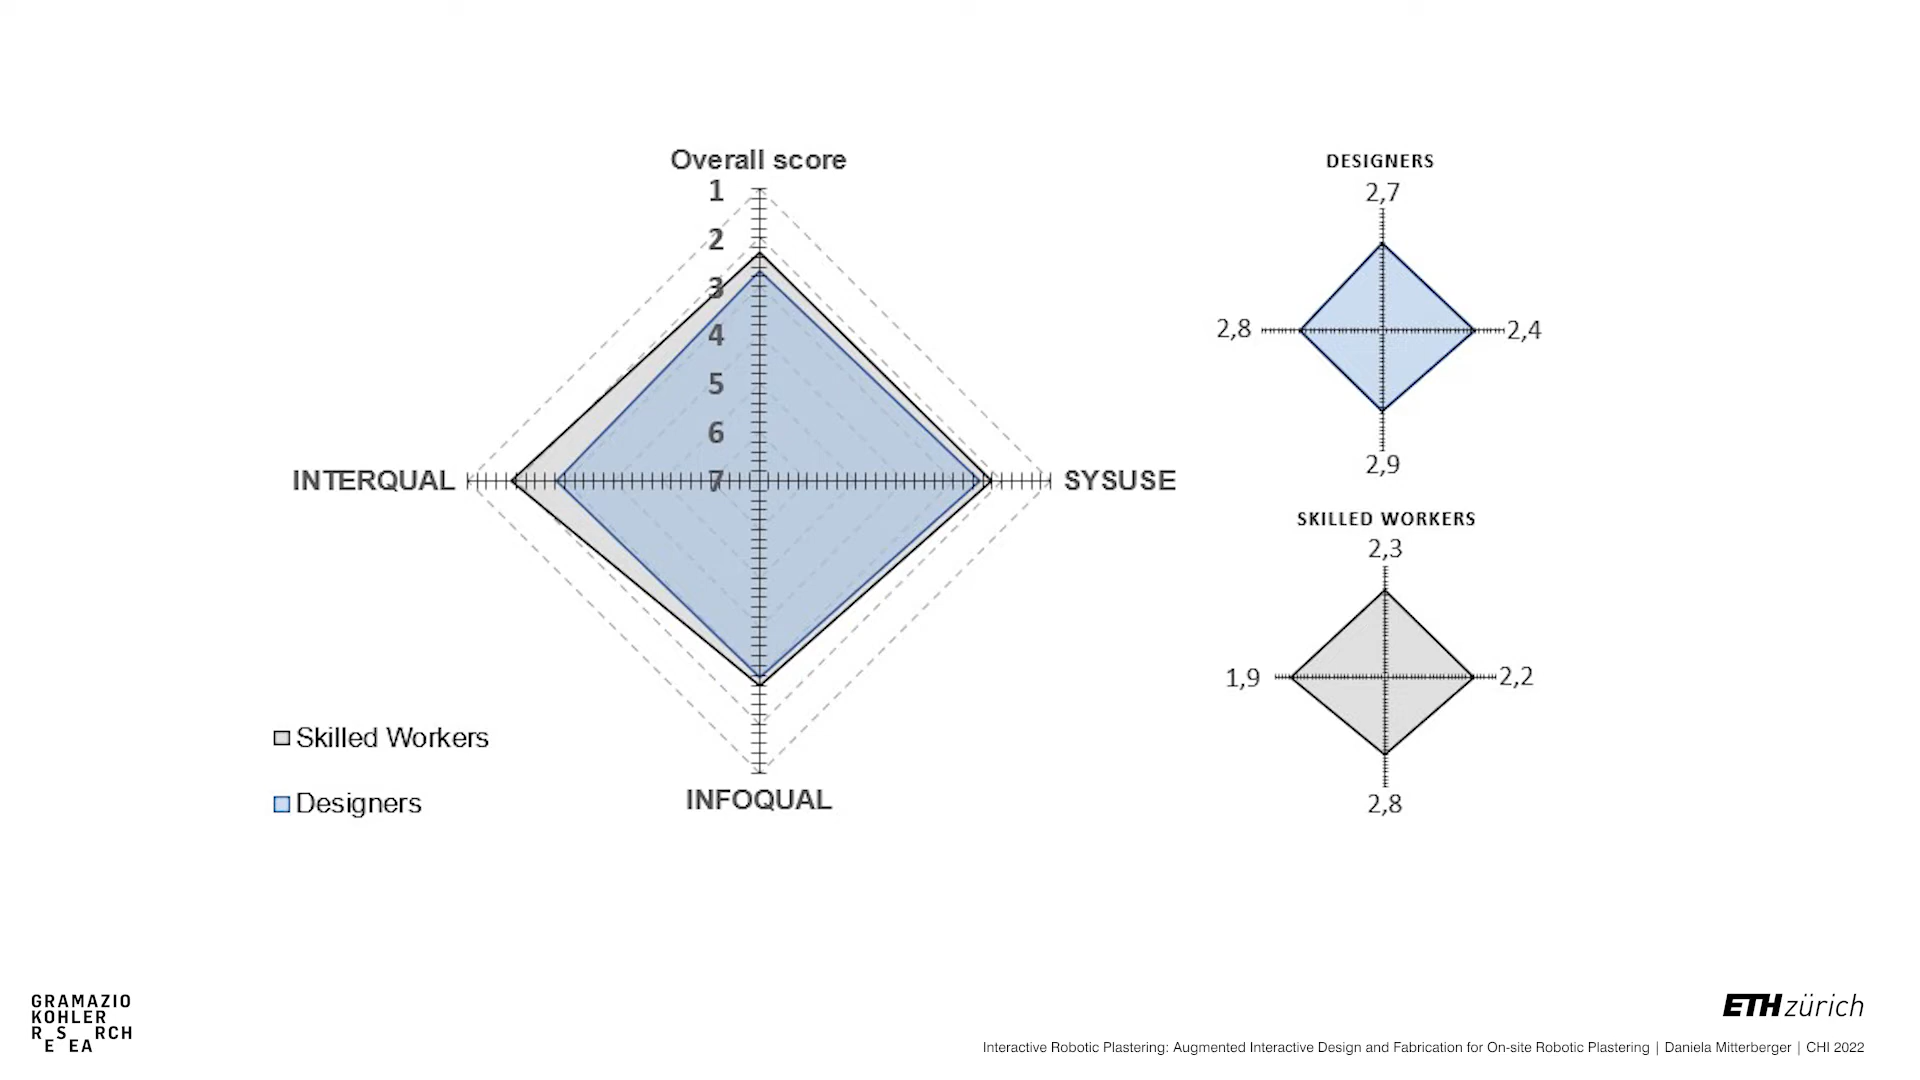 Overall score
1
2
3
4
5
6
7
INTERQUAL
SYSUSE
INFOQUAL
Skilled Workers
Designers
DESIGNERS
2,7
2,8
2,4
2,9
SKILLED WORKERS
2,3
1,9
2,2
2,8
GRAMAZIO
KOHLER
RESEARCH
ETH zürich
Interactive Robotic Plastering: Augmented Interactive Design and Fabrication for On-site Robotic Plastering | Daniela Mitterberger | CHI 2022